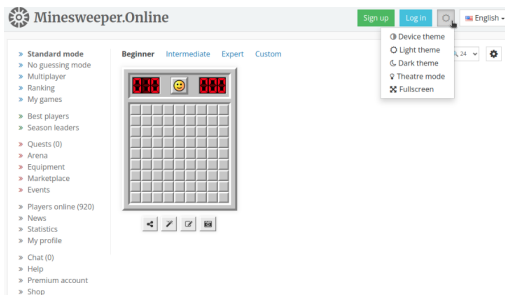 Minesweeper.Online
Sign up
Log in
English
Device theme
Light theme
Dark theme
Theatre mode
Fullscreen
24
Standard mode
No guessing mode
Multiplayer
Ranking
My games
Best players
Season leaders
Quests (0)
Arena
Equipment
Marketplace
Events
Players online (920)
News
Statistics
My profile
Chat (0)
Help
Premium account
Shop
Beginner Intermediate Expert Custom
010
000